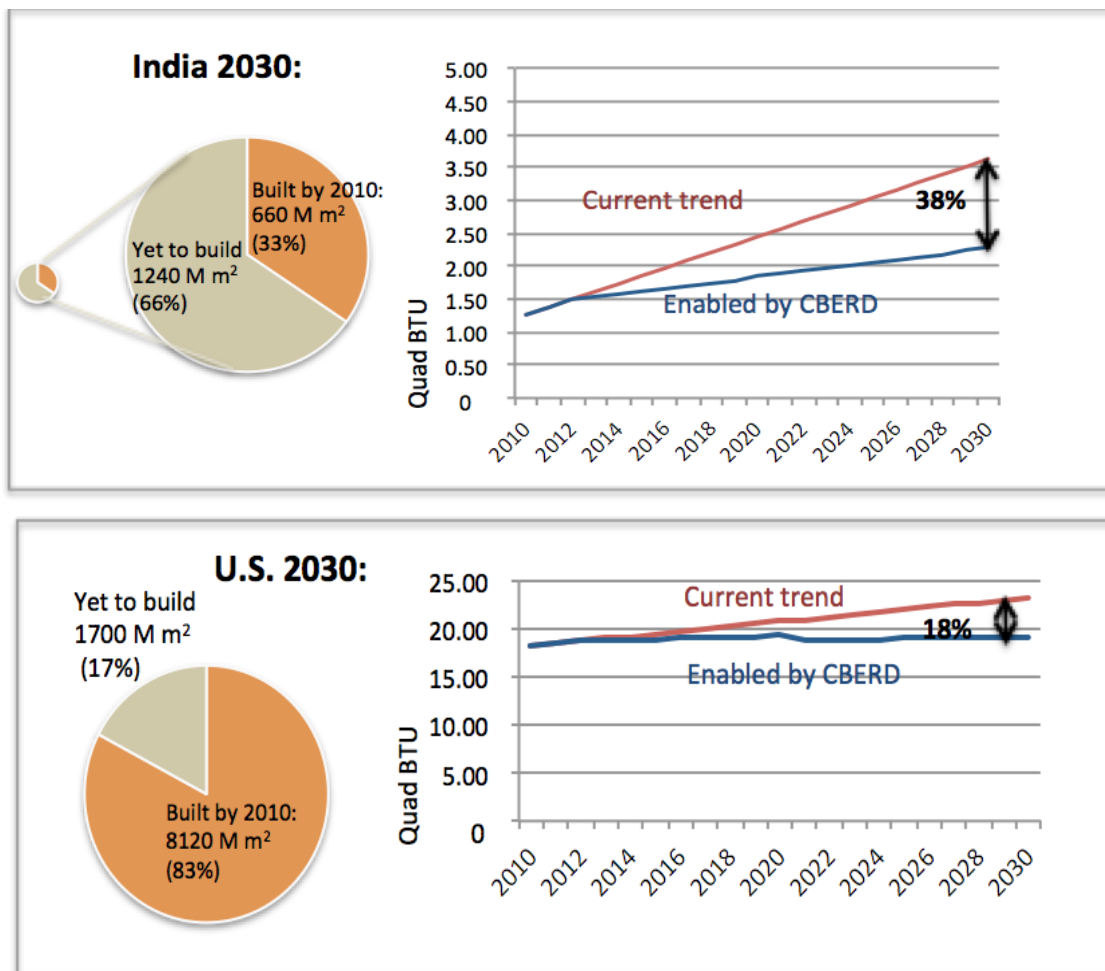 India 2030:
Built by 2010:
660 M m²
(33%)
Yet to build
1240 M m²
(66%)
Quad BTU
5.00
4.50
4.00
3.50
3.00
2.50
2.00
1.50
1.00
0.50
0
Current trend
38%
Enabled by CBERD
2010
2012
2014
2016
2018
2020
2022
2024
2026
2028
2030
U.S. 2030:
Yet to build
1700 M m²
(17%)
Built by 2010:
8120 M m²
(83%)
Quad BTU
25.00
20.00
15.00
10.00
5.00
0
Current trend
18%
Enabled by CBERD
2010
2012
2014
2016
2018
2020
2022
2024
2026
2028
2030